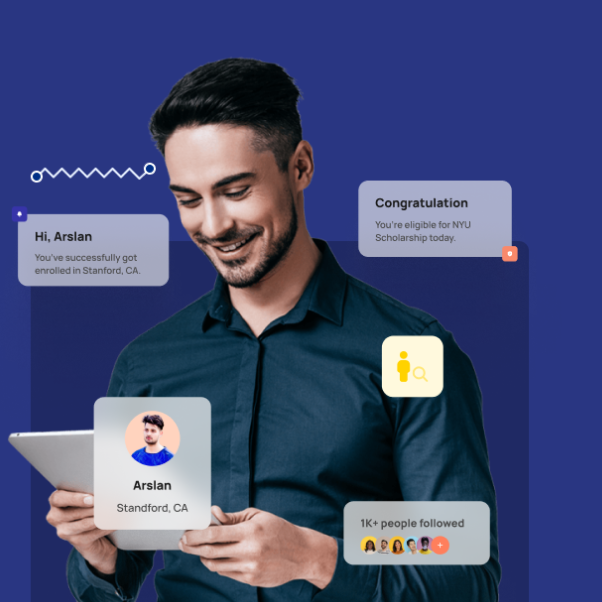 Congratulation
You're eligible for NYU
Scholarship today.
Hi, Arslan
You've successfully got
enrolled in Stanford, CA.
Arslan
Standford, CA
1K+ people followed
+